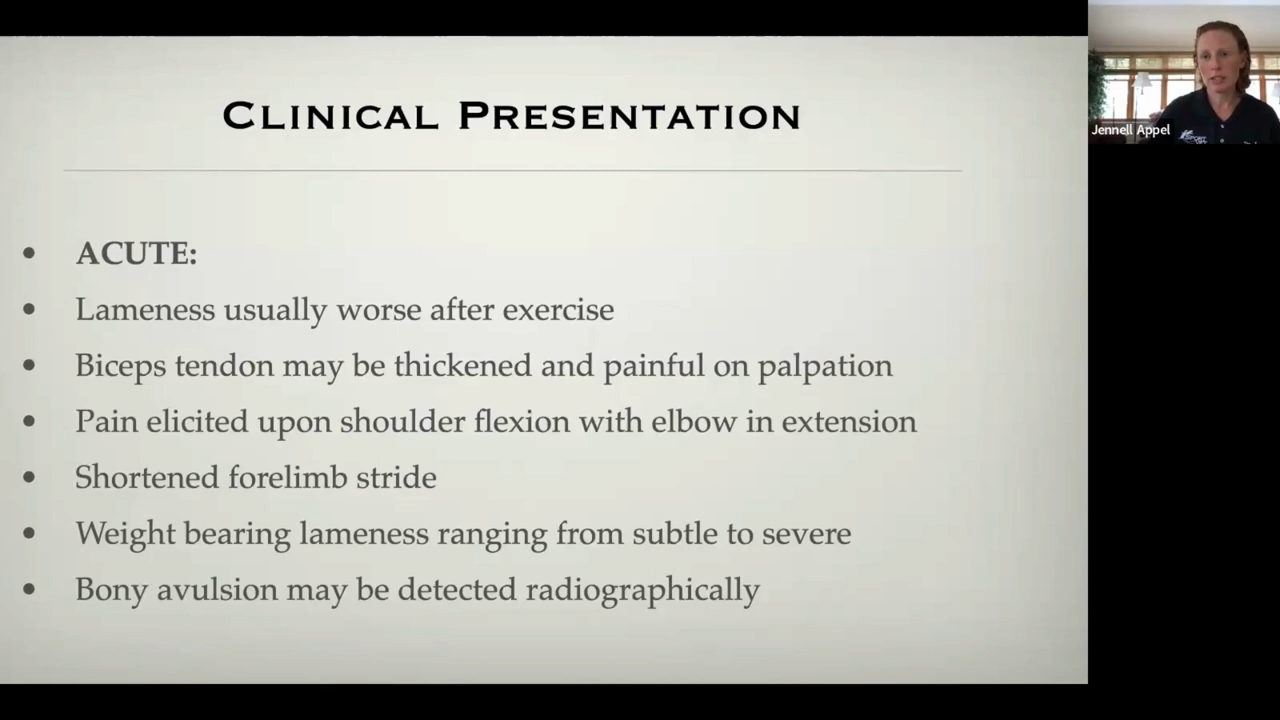 Clinical Presentation
Jennell Appel
SPORT
• ACUTE:
• Lameness usually worse after exercise
• Biceps tendon may be thickened and painful on palpation
• Pain elicited upon shoulder flexion with elbow in extension
• Shortened forelimb stride
• Weight bearing lameness ranging from subtle to severe
• Bony avulsion may be detected radiographically